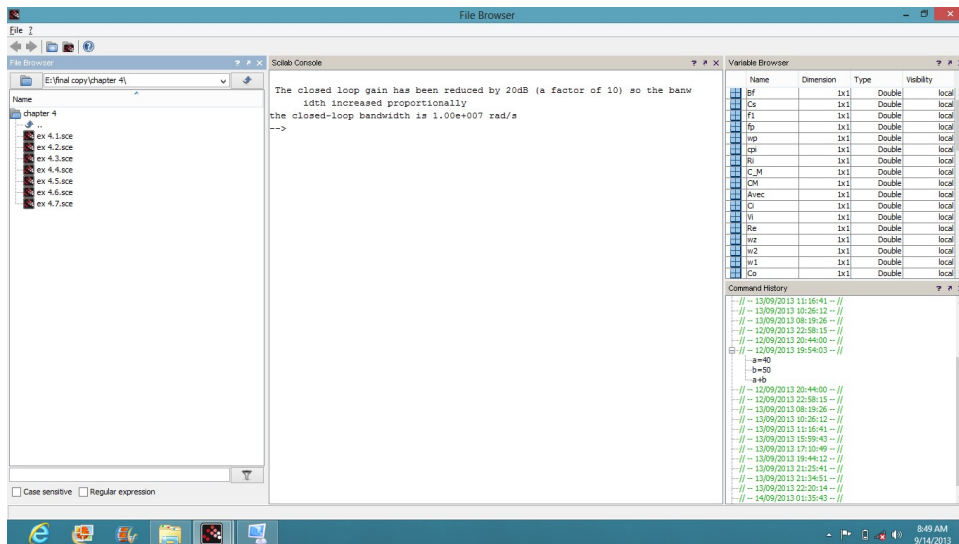 File Browser
File ?
File Browser
E:\final copy\chapter 4\
Name
chapter 4
..
ex 4.1.sce
ex 4.2.sce
ex 4.3.sce
ex 4.4.sce
ex 4.5.sce
ex 4.6.sce
ex 4.7.sce
Case sensitive Regular expression
Scilab Console
The closed loop gain has been reduced by 20dB (a factor of 10) so the banw
idth increased proportionally
the closed-loop bandwidth is 1.00e+007 rad/s
-->
Variable Browser
Name Dimension Type Visibility
Bf 1x1 Double local
Cs 1x1 Double local
f1 1x1 Double local
fp 1x1 Double local
wp 1x1 Double local
cpi 1x1 Double local
Ri 1x1 Double local
C_M 1x1 Double local
CM 1x1 Double local
Avec 1x1 Double local
Ci 1x1 Double local
Vi 1x1 Double local
Re 1x1 Double local
wz 1x1 Double local
w2 1x1 Double local
w1 1x1 Double local
Co 1x1 Double local
Command History
// -- 13/09/2013 11:16:41 -- //
// -- 13/09/2013 10:26:12 -- //
// -- 13/09/2013 08:19:26 -- //
// -- 12/09/2013 22:58:15 -- //
// -- 12/09/2013 20:44:00 -- //
// -- 12/09/2013 19:54:03 -- //
a=40
b=50
a+b
// -- 12/09/2013 20:44:00 -- //
// -- 12/09/2013 22:58:15 -- //
// -- 13/09/2013 08:19:26 -- //
// -- 13/09/2013 10:26:12 -- //
// -- 13/09/2013 11:16:41 -- //
// -- 13/09/2013 15:59:43 -- //
// -- 13/09/2013 17:10:49 -- //
// -- 13/09/2013 19:44:12 -- //
// -- 13/09/2013 21:25:41 -- //
// -- 13/09/2013 21:34:51 -- //
// -- 13/09/2013 22:20:14 -- //
// -- 14/09/2013 01:35:43 -- //
8:49 AM
9/14/2013